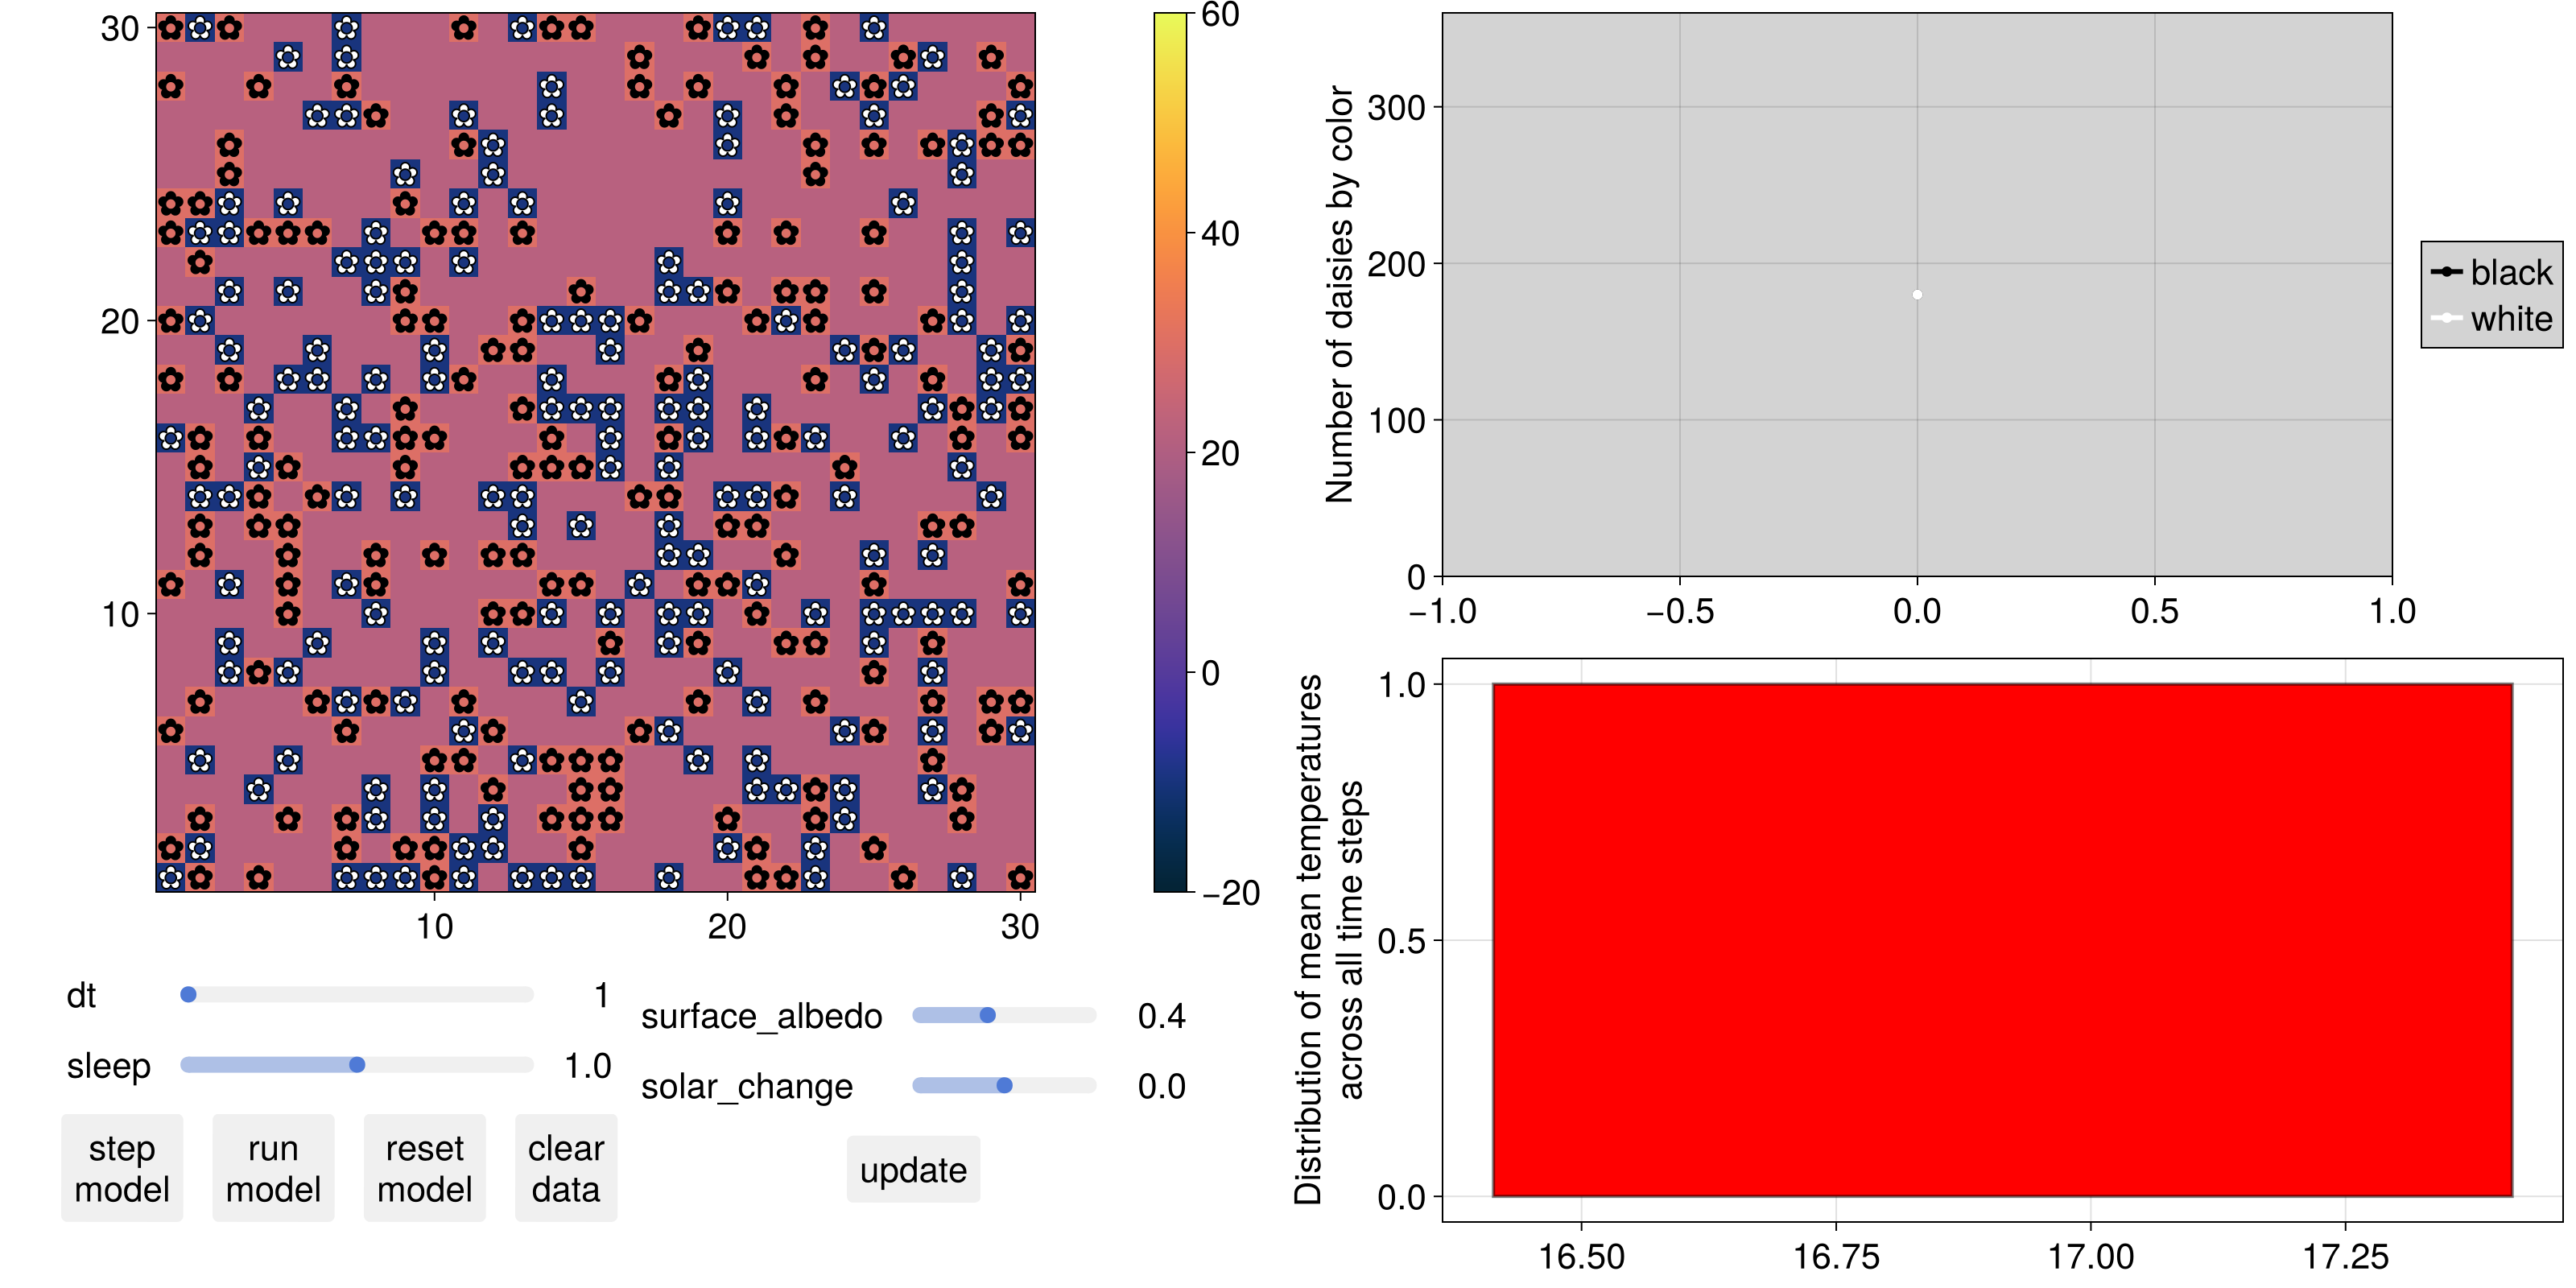 30
20
10
10
20
30
60
40
20
0
−20
Number of daisies by color
300
200
100
0
−1.0
−0.5
0.0
0.5
1.0
black
white
Distribution of mean temperatures
across all time steps
1.0
0.5
0.0
16.50
16.75
17.00
17.25
dt
1
sleep
1.0
surface_albedo
0.4
solar_change
0.0
step
model
run
model
reset
model
clear
data
update